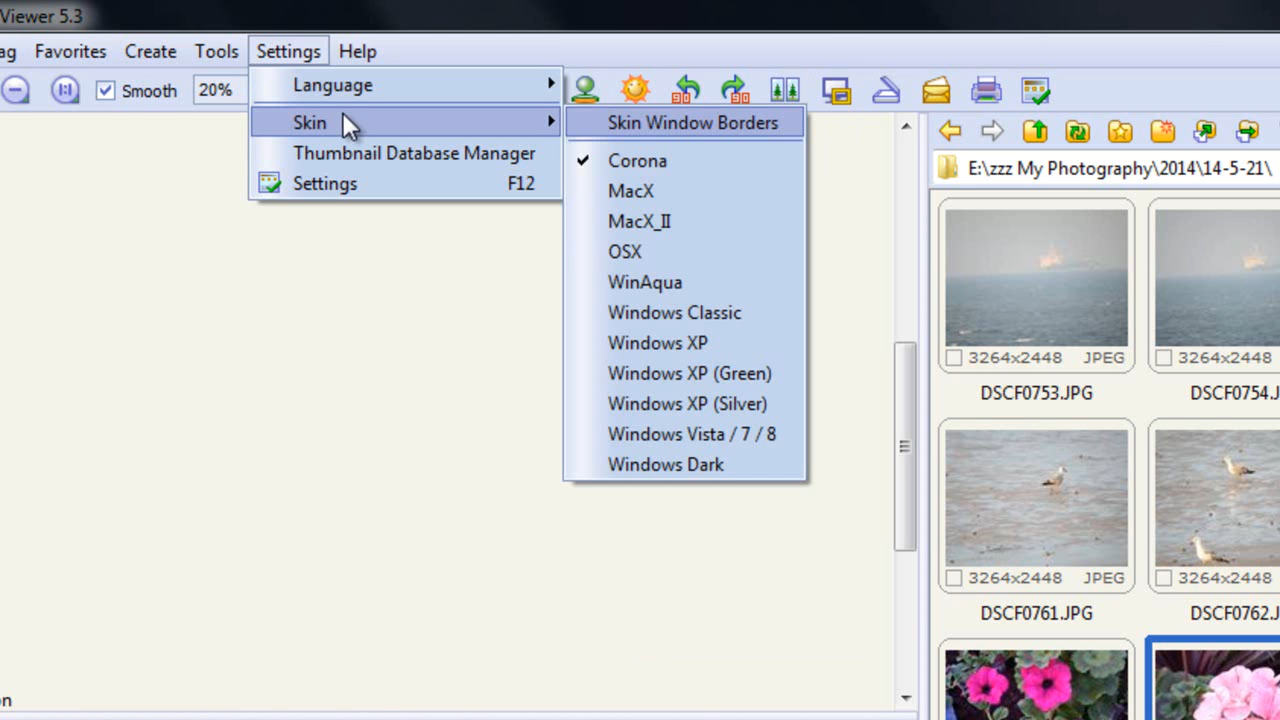 Viewer 5.3
ag Favorites Create Tools Settings Help
Smooth 20%
Language
Skin
Thumbnail Database Manager
Settings F12
Skin Window Borders
Corona
MacX
MacX_II
OSX
WinAqua
Windows Classic
Windows XP
Windows XP (Green)
Windows XP (Silver)
Windows Vista / 7 / 8
Windows Dark
90 90
E:\zzz My Photography\2014\14-5-21\
3264x2448 JPEG 3264x2448
DSCF0753.JPG DSCF0754.J
3264x2448 JPEG 3264x2448
DSCF0761.JPG DSCF0762.J
on